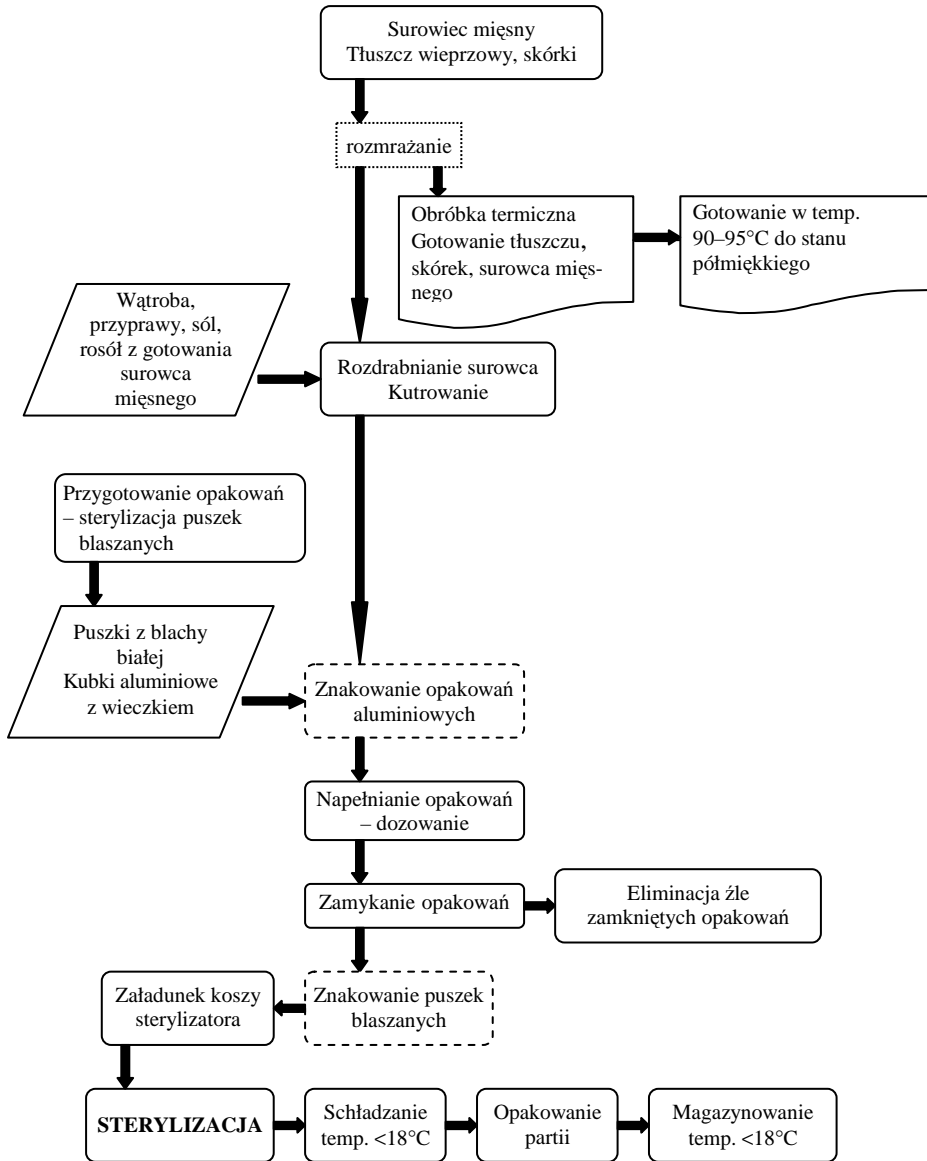 Surowiec mięsny
Tłuszcz wieprzowy, skórki
rozmrażanie
Obróbka termiczna
Gotowanie tłuszczu,
skórek, surowca mięs-
nego
Gotowanie w temp.
90–95°C do stanu
półmiękkiego
Wątroba,
przyprawy, sól,
rosół z gotowania
surowca
mięsnego
Rozdrabnianie surowca
Kutrowanie
Przygotowanie opakowań
– sterylizacja puszek
blaszanych
Puszki z blachy
białej
Kubki aluminiowe
z wieczkiem
Znakowanie opakowań
aluminiowych
Napełnianie opakowań
– dozowanie
Zamykanie opakowań
Eliminacja źle
zamkniętych opakowań
Znakowanie puszek
blaszanych
Załadunek koszy
sterylizatora
STERYLIZACJA
Schładzanie
temp. <18°C
Opakowanie
partii
Magazynowanie
temp. <18°C